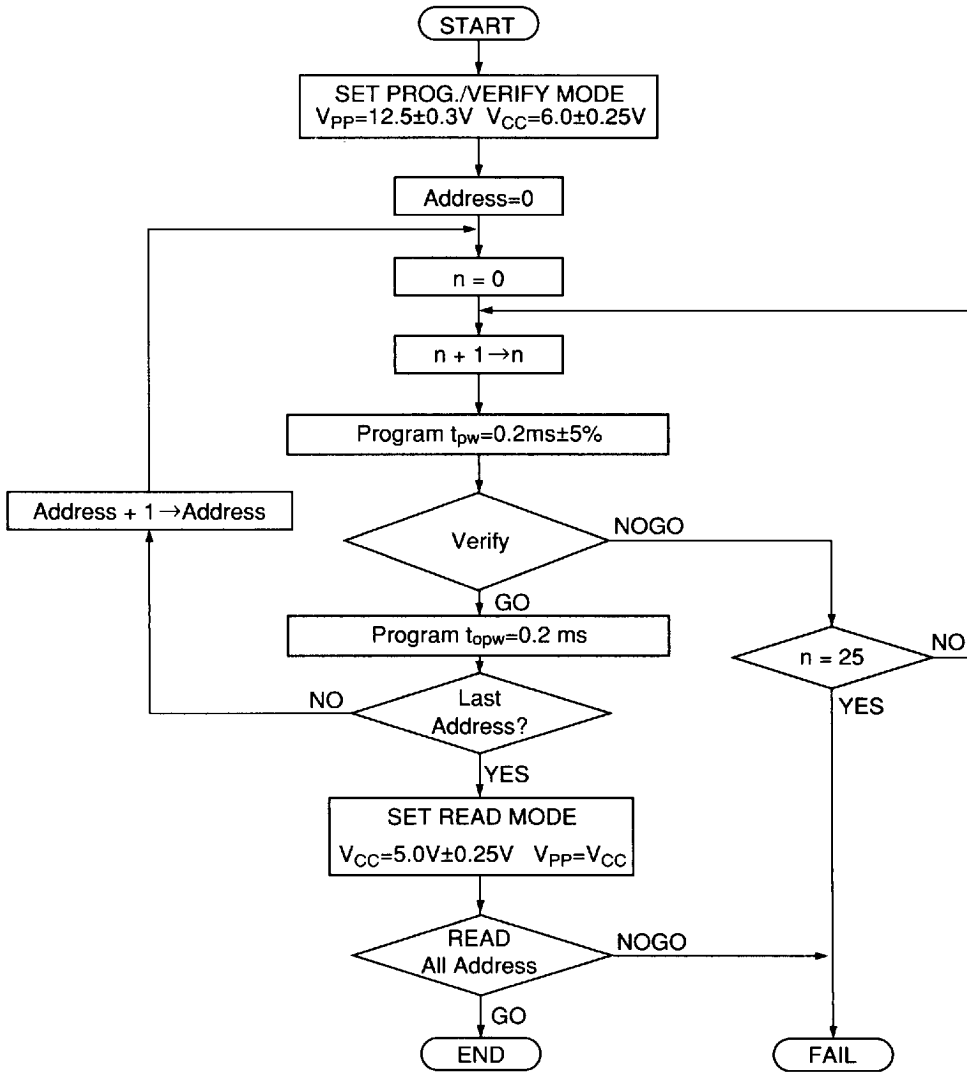 START
SET PROG./VERIFY MODE
VPP=12.5±0.3V VCC=6.0±0.25V
Address=0
n = 0
n + 1→n
Program tpw=0.2ms±5%
Address + 1→Address
Verify
NOGO
GO
Program topw=0.2 ms
n = 25
NO
NO
Last
Address?
YES
YES
SET READ MODE
VCC=5.0V±0.25V VPP=VCC
READ
All Address
NOGO
GO
END
FAIL